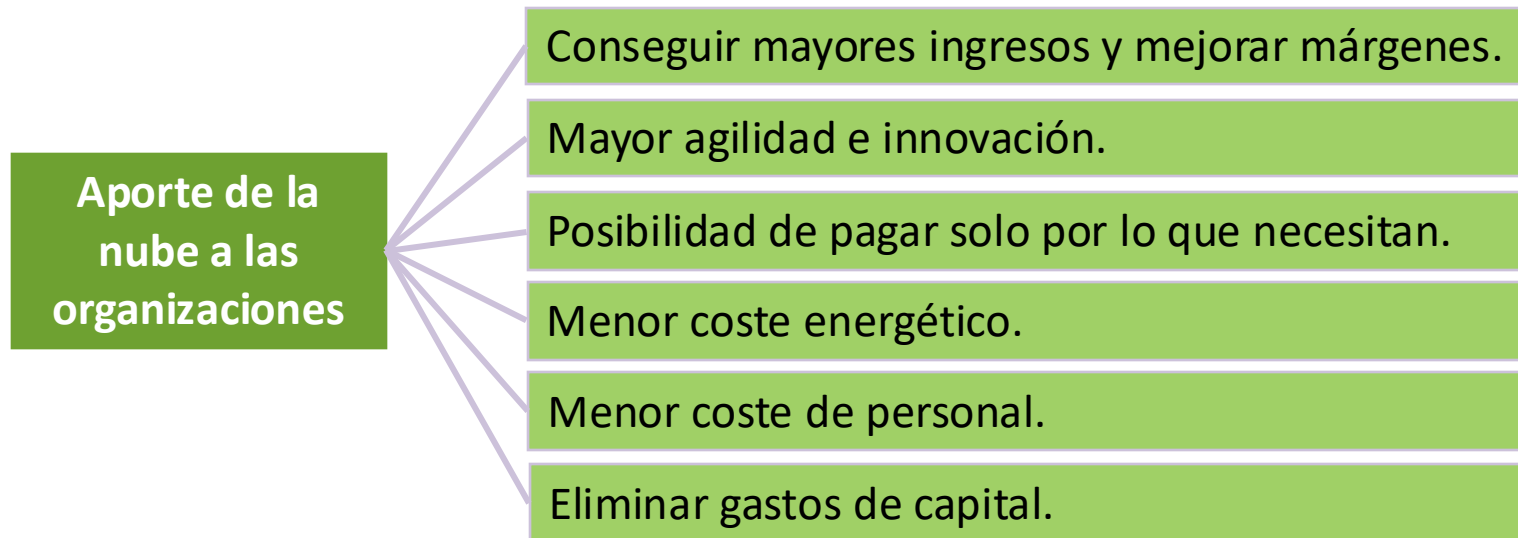 Aporte de la
nube a las
organizaciones
Conseguir mayores ingresos y mejorar márgenes.
Mayor agilidad e innovación.
Posibilidad de pagar solo por lo que necesitan.
Menor coste energético.
Menor coste de personal.
Eliminar gastos de capital.